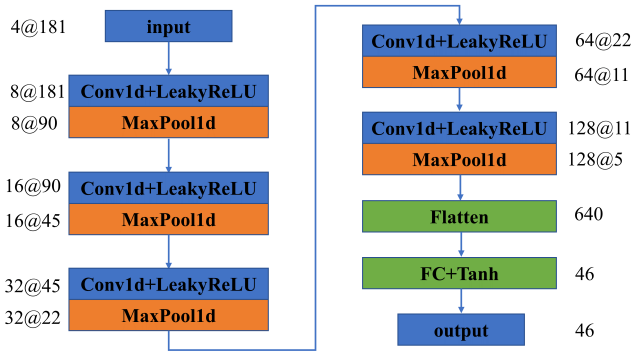 4@181 input
8@181 Conv1d+LeakyReLU
8@90 MaxPool1d
16@90 Conv1d+LeakyReLU
16@45 MaxPool1d
32@45 Conv1d+LeakyReLU
32@22 MaxPool1d
Conv1d+LeakyReLU 64@22
MaxPool1d 64@11
Conv1d+LeakyReLU 128@11
MaxPool1d 128@5
Flatten 640
FC+Tanh 46
output 46